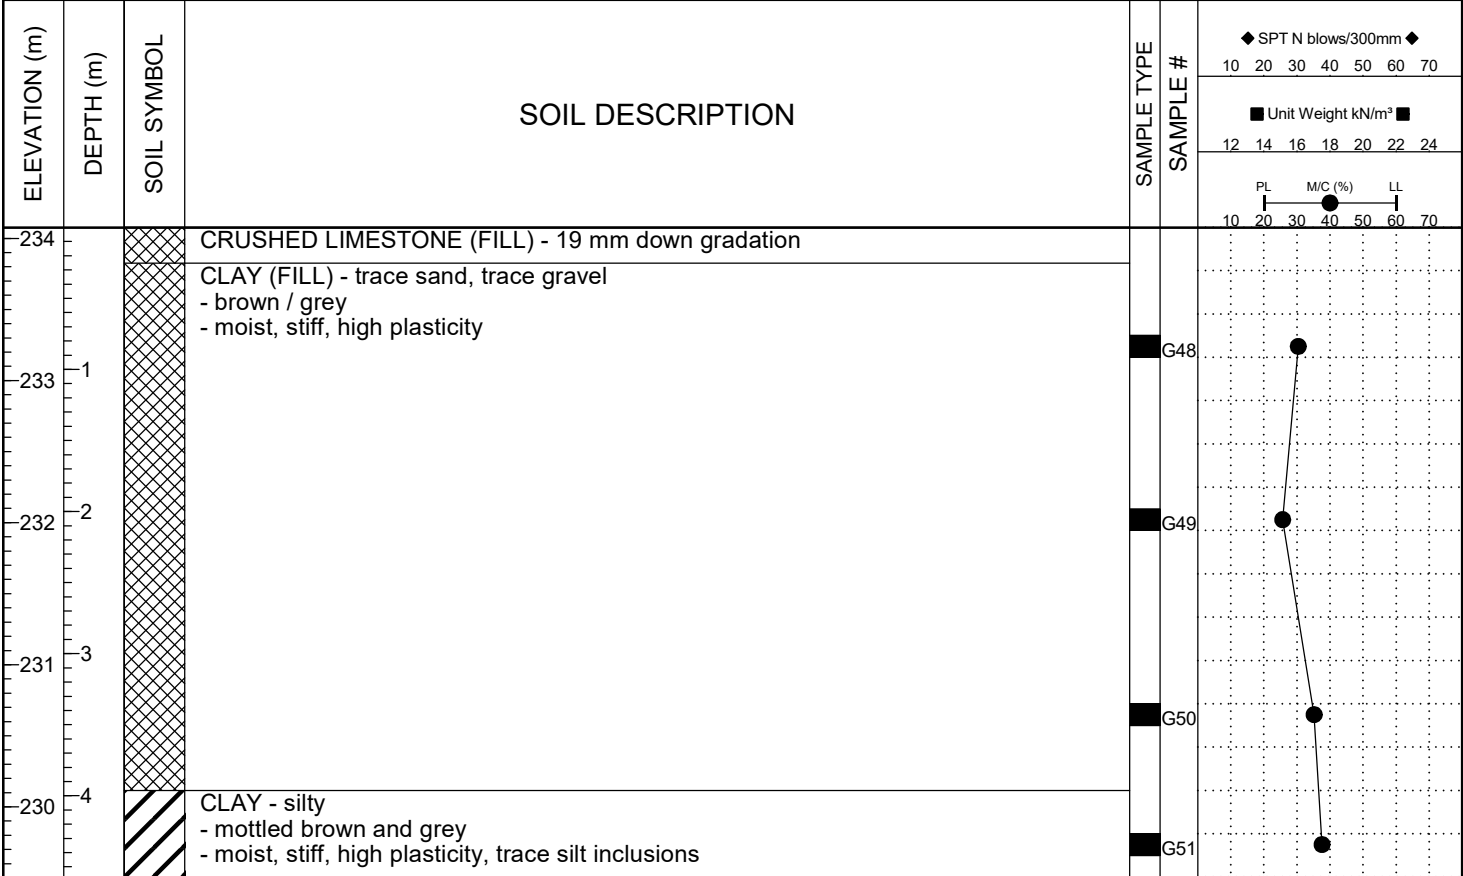 ELEVATION (m)
DEPTH (m)
SOIL SYMBOL
SOIL DESCRIPTION
SAMPLE TYPE
SAMPLE #
◆ SPT N blows/300mm ◆
10 20 30 40 50 60 70
■ Unit Weight kN/m³ ■
12 14 16 18 20 22 24
PL M/C (%) LL
10 20 30 40 50 60 70
234
CRUSHED LIMESTONE (FILL) - 19 mm down gradation
CLAY (FILL) - trace sand, trace gravel
- brown / grey
- moist, stiff, high plasticity
G48
1
233
2
232
G49
3
231
G50
4
230
CLAY - silty
- mottled brown and grey
- moist, stiff, high plasticity, trace silt inclusions
G51